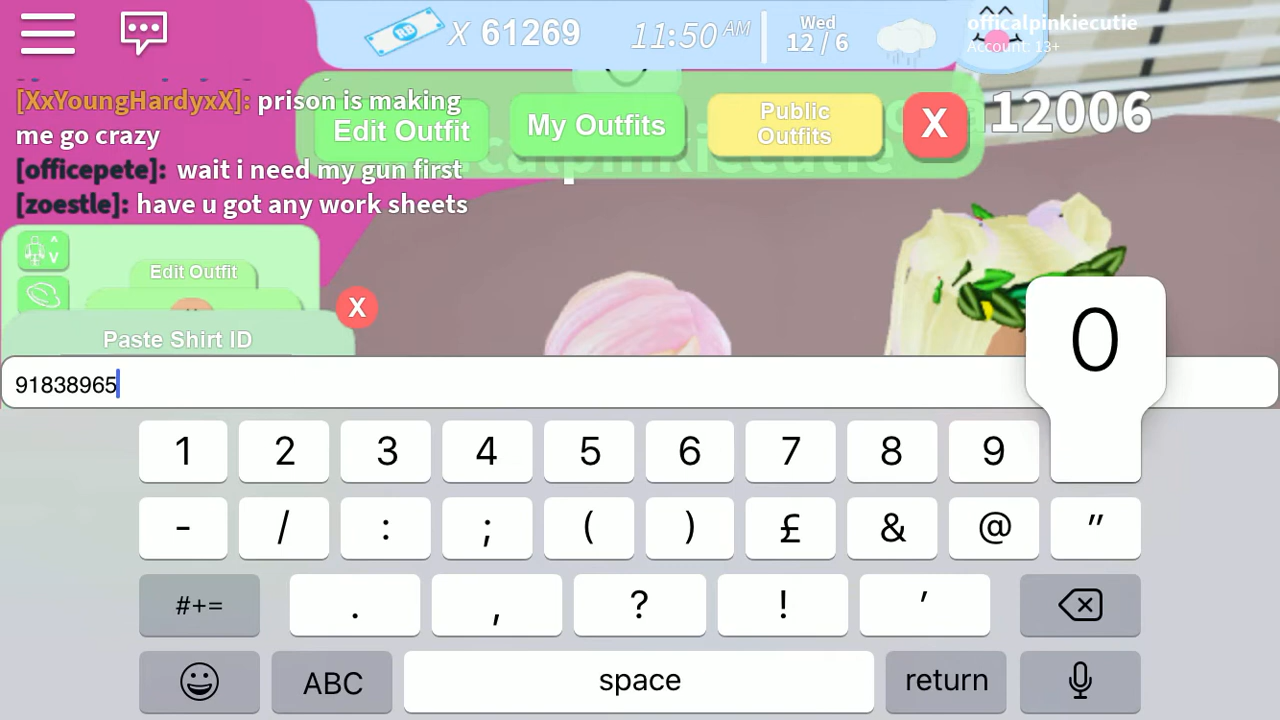 X 61269
11:50 AM
Wed
12 / 6
officalpinkiecutie
Account: 13+
[XxYoungHardyxX]: prison is making
me go crazy
[officepete]: wait i need my gun first
[zoestle]: have u got any work sheets
Edit Outfit
My Outfits
Public
Outfits
X
12006
Edit Outfit
X
Paste Shirt ID
91838965
0
1 2 3 4 5 6 7 8 9
- / : ; ( ) £ & @ "
#+= . , ? ! '
ABC space return